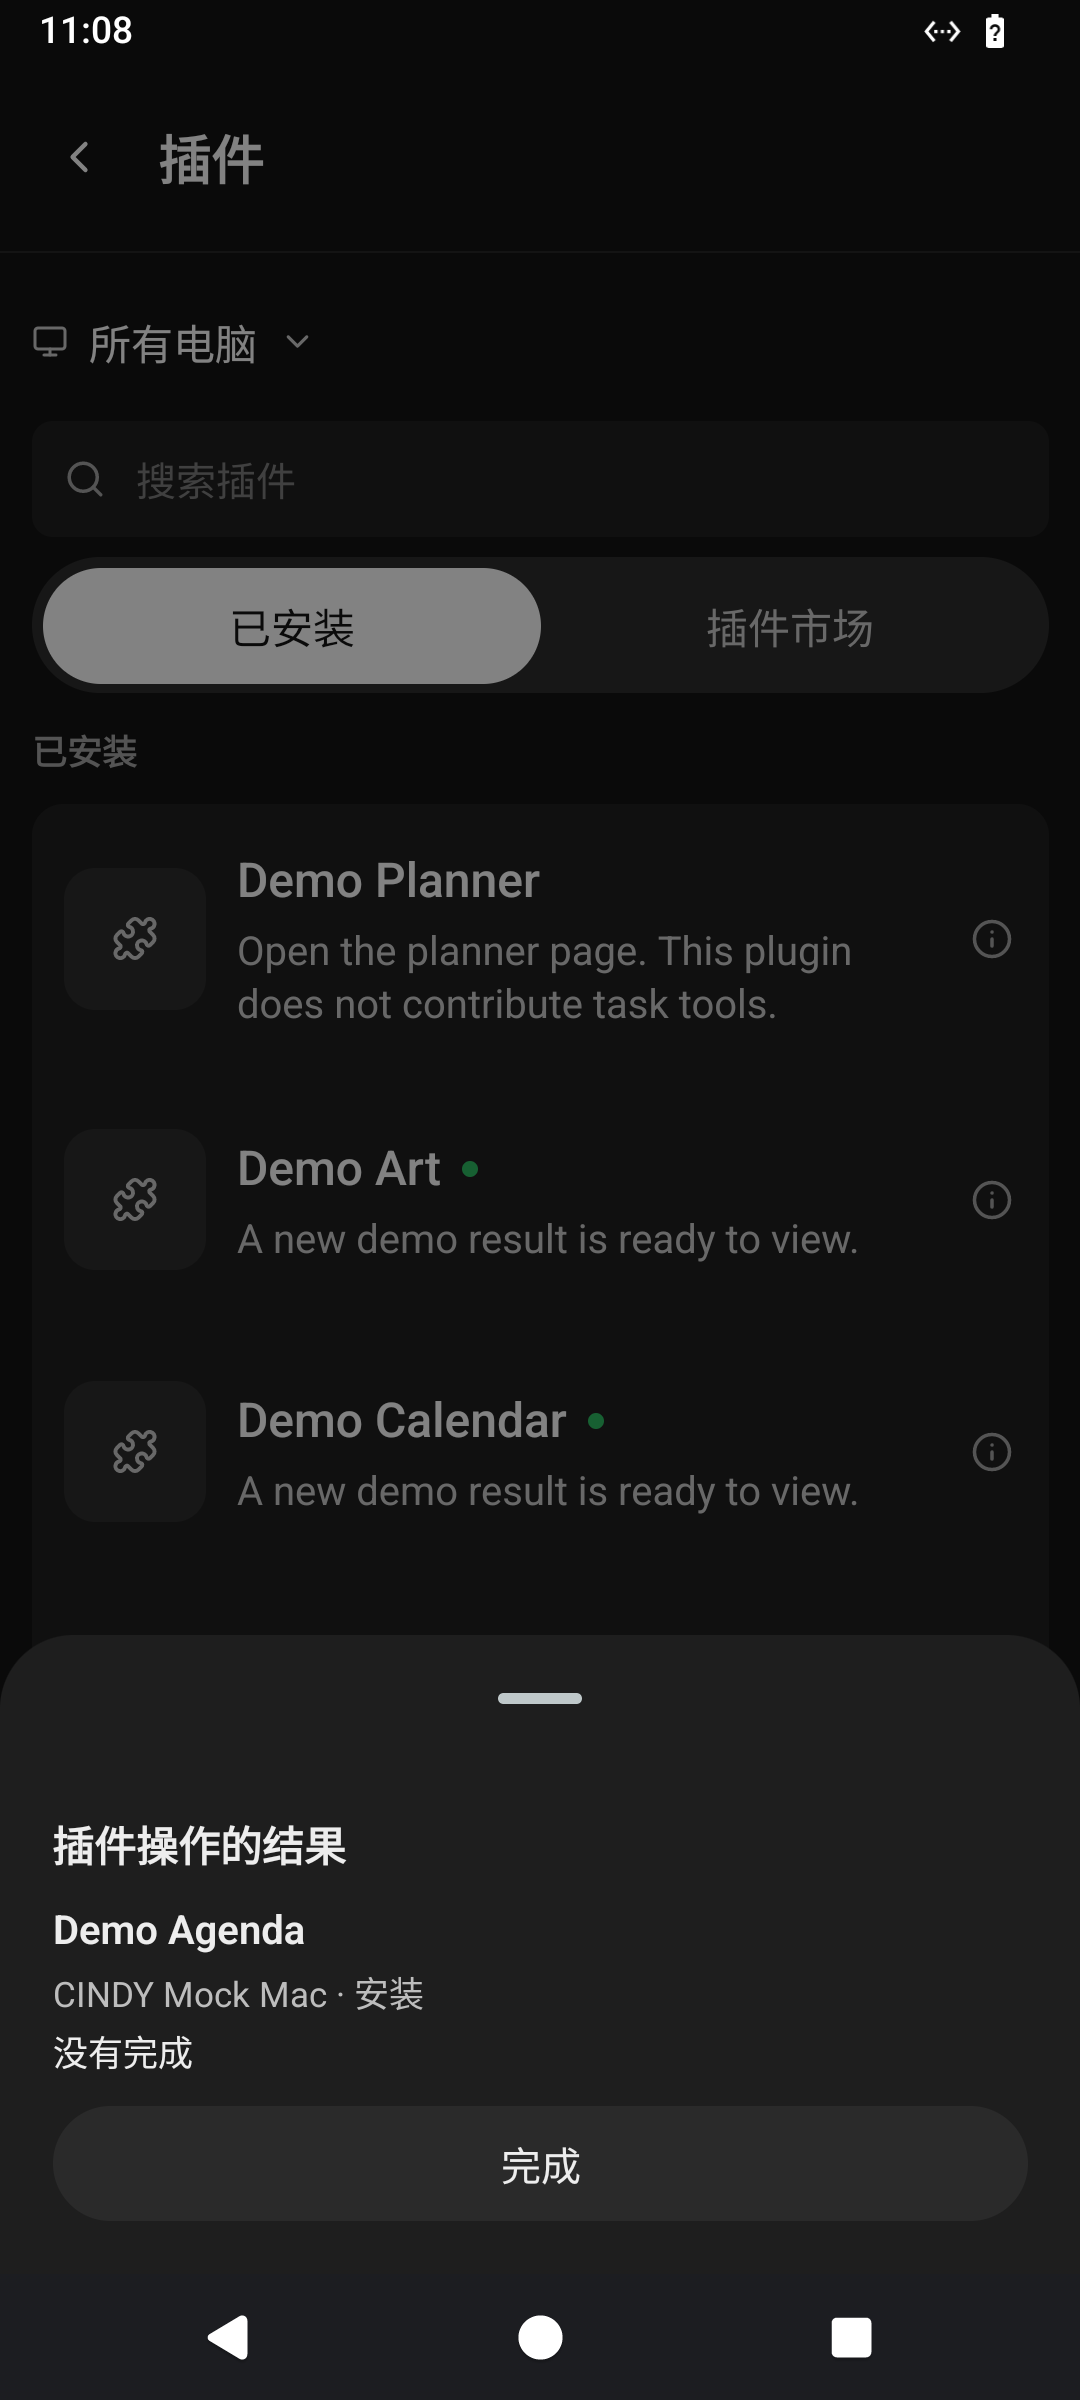 11:08
插件
所有电脑
搜索插件
已安装
插件市场
已安装
Demo Planner
Open the planner page. This plugin
does not contribute task tools.
Demo Art
A new demo result is ready to view.
Demo Calendar
A new demo result is ready to view.
插件操作的结果
Demo Agenda
CINDY Mock Mac · 安装
没有完成
完成